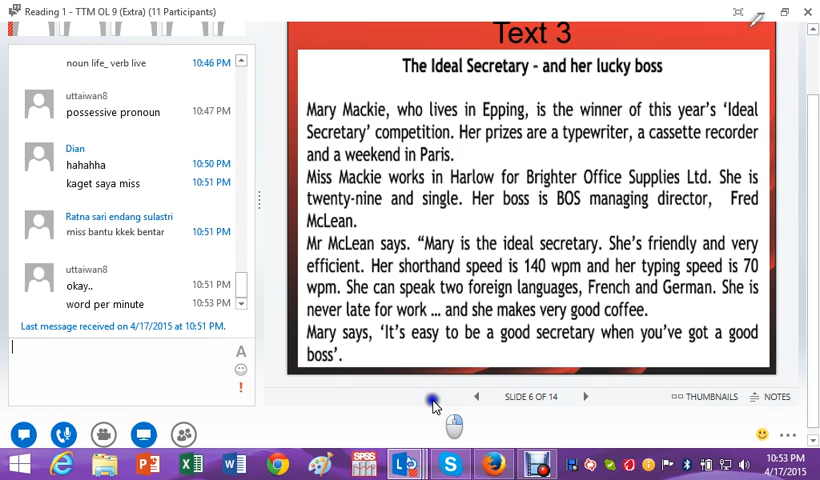 Reading 1 - TTM OL 9 (Extra) (11 Participants)
noun life_ verb live 10:46 PM
uttaiwan8
possessive pronoun 10:47 PM
Dian
hahahha 10:50 PM
kaget saya miss 10:51 PM
Ratna sari endang sulastri
miss bantu kkek bentar 10:51 PM
uttaiwan8
okay.. 10:51 PM
word per minute 10:53 PM
Last message received on 4/17/2015 at 10:51 PM.
A
!
Text 3
The Ideal Secretary - and her lucky boss
Mary Mackie, who lives in Epping, is the winner of this year's 'Ideal
Secretary' competition. Her prizes are a typewriter, a cassette recorder
and a weekend in Paris.
Miss Mackie works in Harlow for Brighter Office Supplies Ltd. She is
twenty-nine and single. Her boss is BOS managing director, Fred
McLean.
Mr McLean says. "Mary is the ideal secretary. She's friendly and very
efficient. Her shorthand speed is 140 wpm and her typing speed is 70
wpm. She can speak two foreign languages, French and German. She is
never late for work ... and she makes very good coffee.
Mary says, 'It's easy to be a good secretary when you've got a good
boss'.
SLIDE 6 OF 14
THUMBNAILS
NOTES
SPSS
10:53 PM
4/17/2015